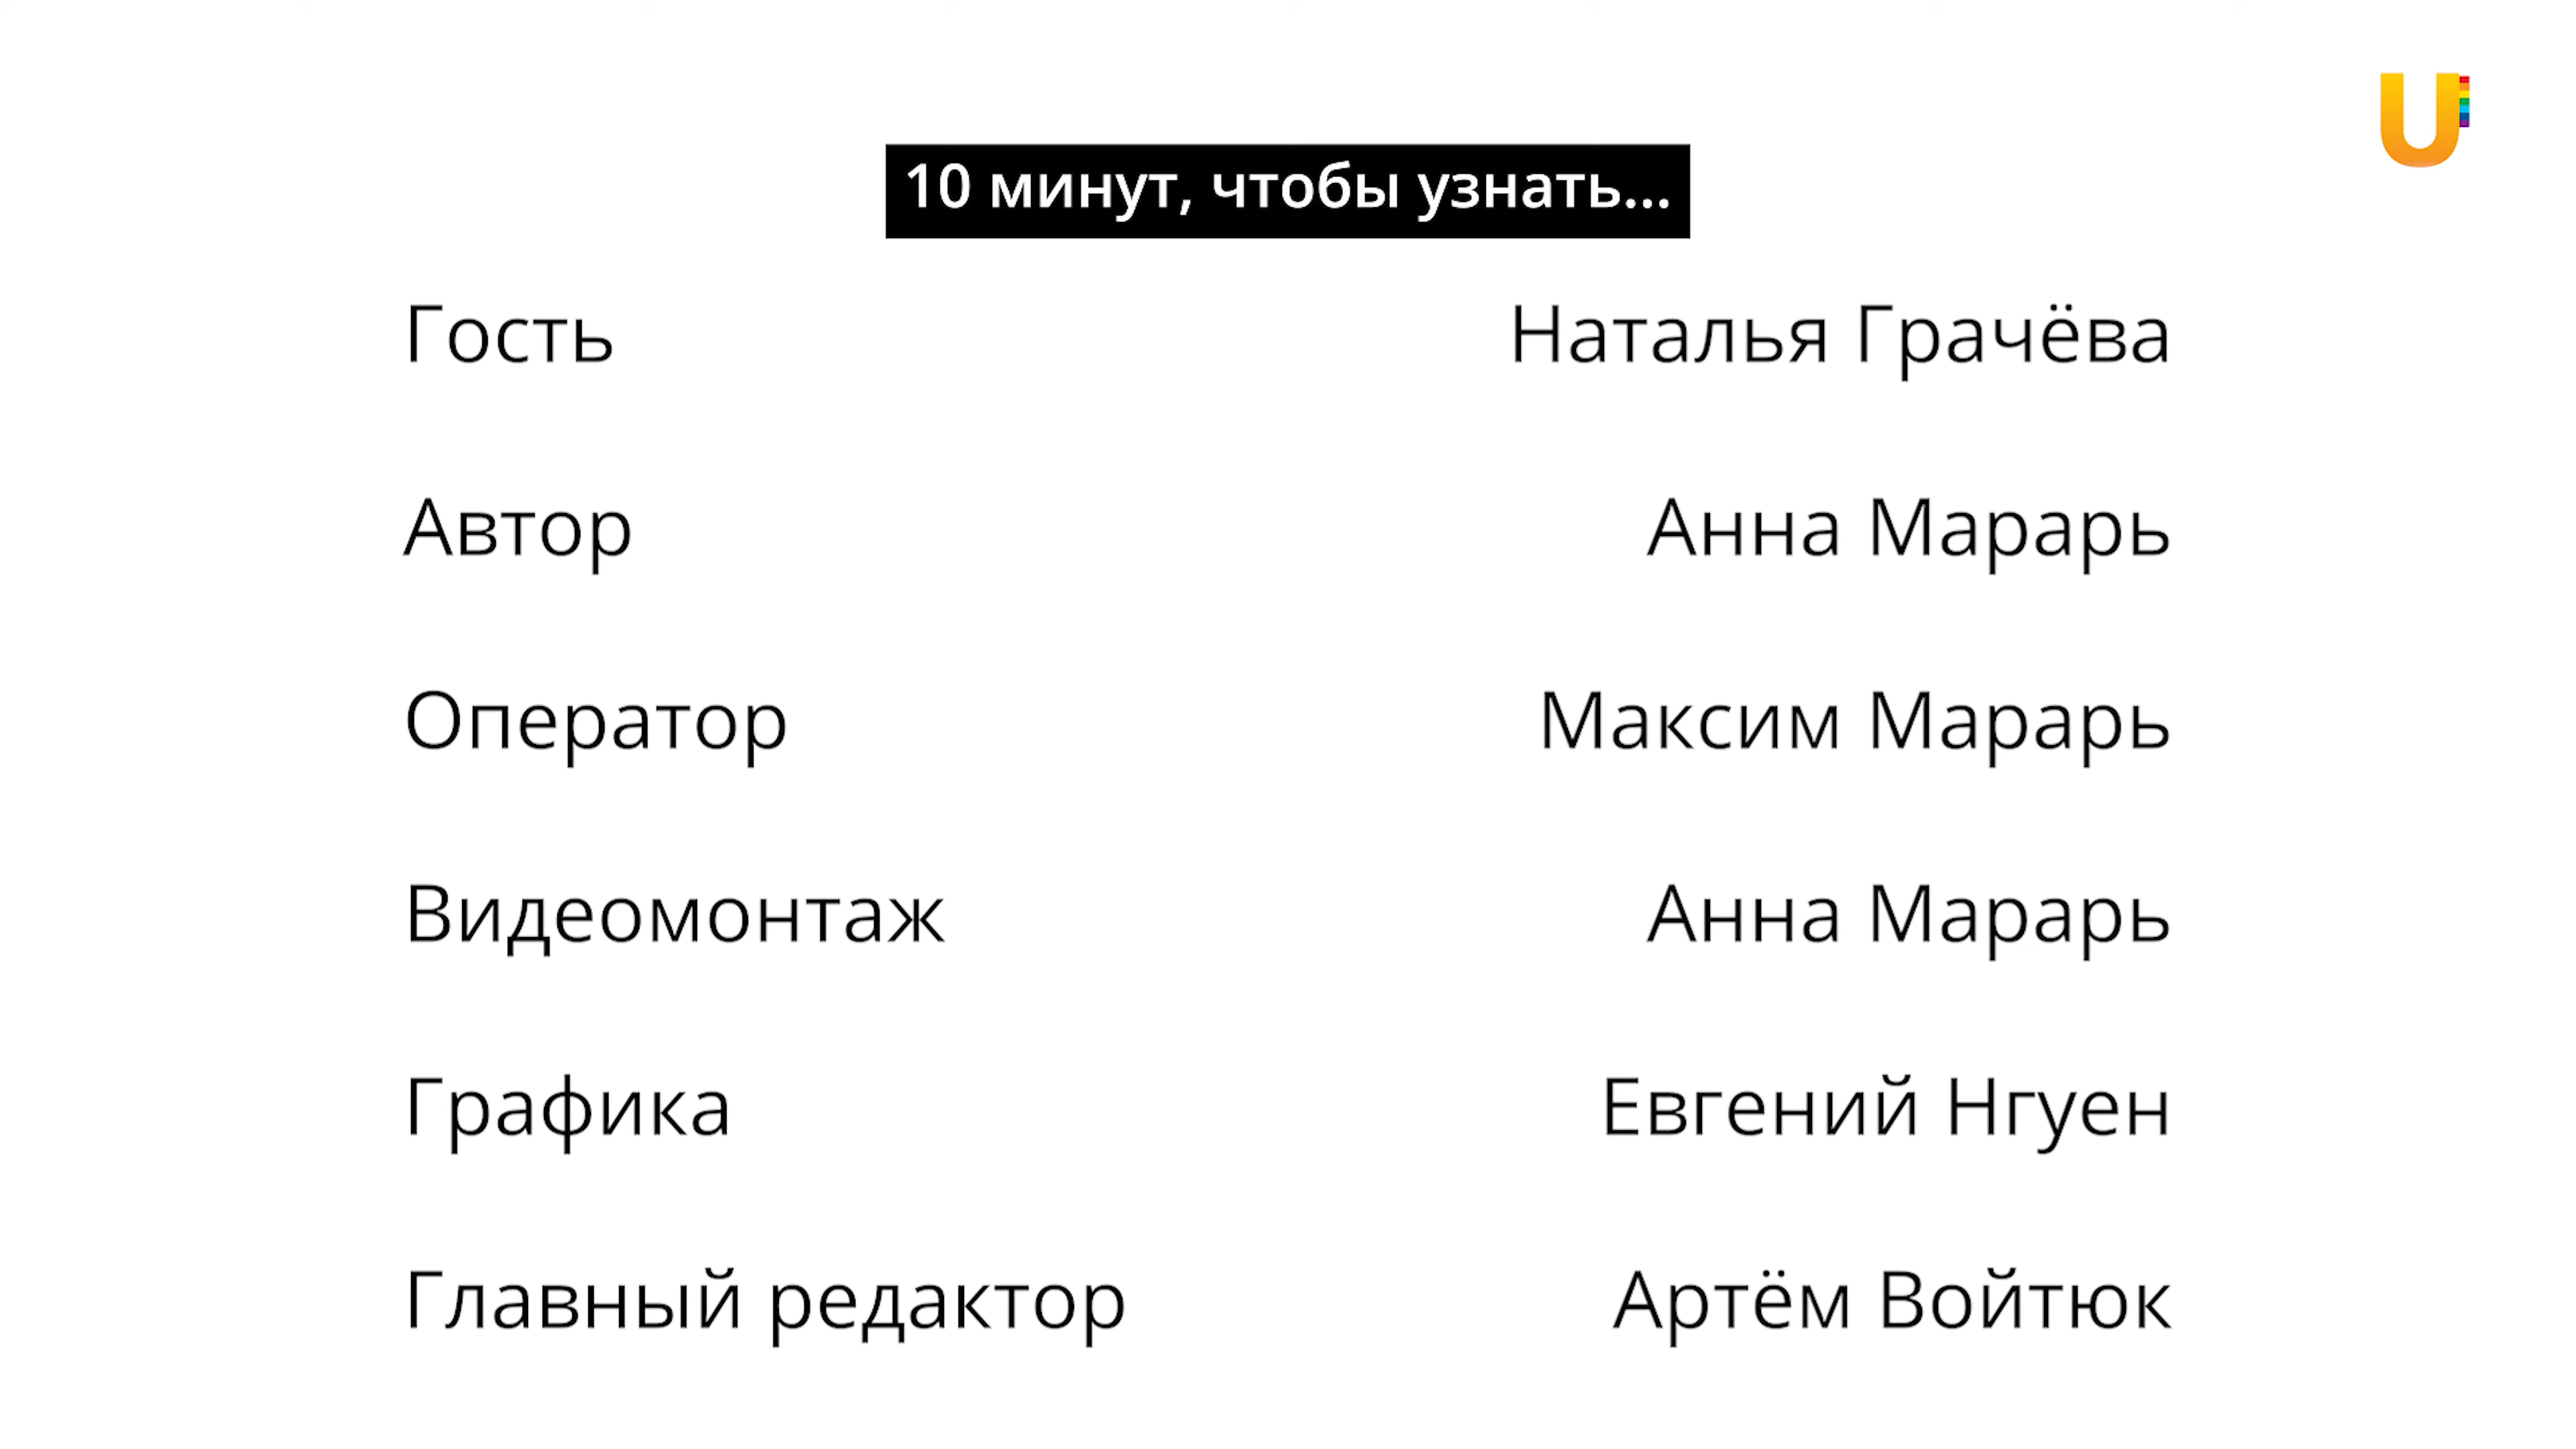 U
10 минут, чтобы узнать...
Гость Наталья Грачёва
Автор Анна Марарь
Оператор Максим Марарь
Видеомонтаж Анна Марарь
Графика Евгений Нгуен
Главный редактор Артём Войтюк